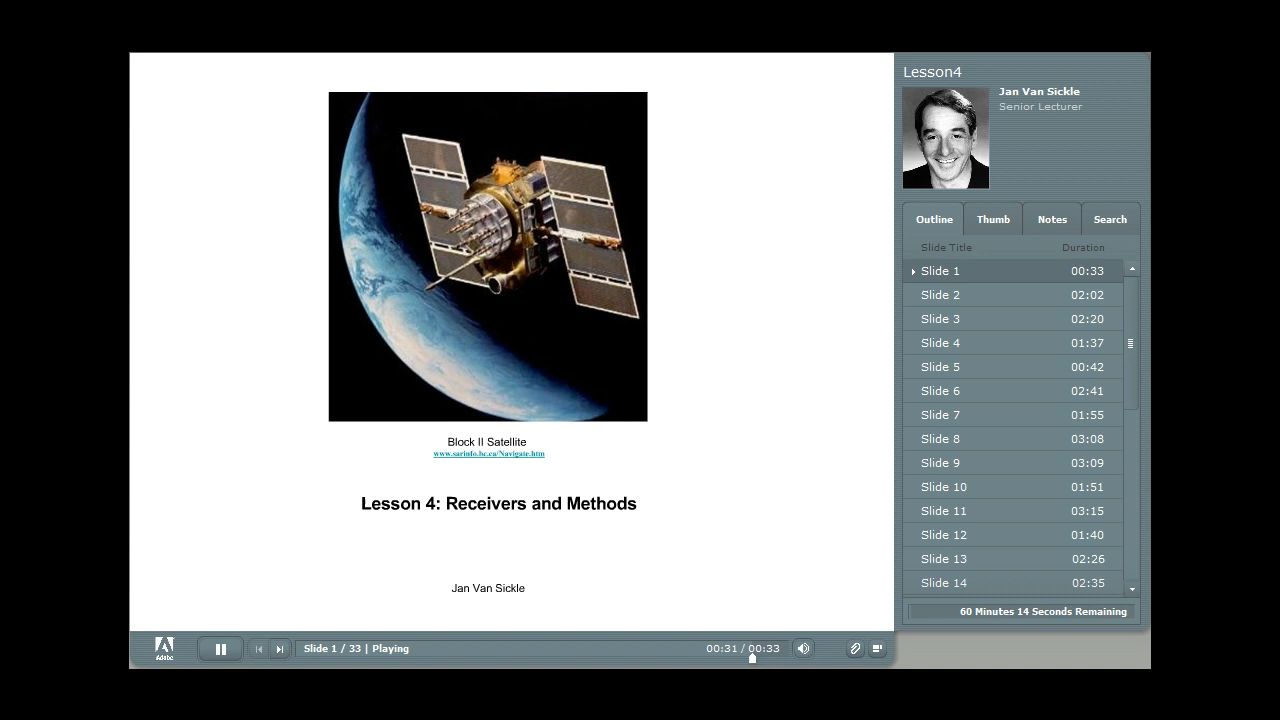 Block II Satellite
www.sarinfo.bc.ca/Navigate.htm
Lesson 4: Receivers and Methods
Jan Van Sickle
Lesson4
Jan Van Sickle
Senior Lecturer
Outline Thumb Notes Search
Slide Title Duration
Slide 1 00:33
Slide 2 02:02
Slide 3 02:20
Slide 4 01:37
Slide 5 00:42
Slide 6 02:41
Slide 7 01:55
Slide 8 03:08
Slide 9 03:09
Slide 10 01:51
Slide 11 03:15
Slide 12 01:40
Slide 13 02:26
Slide 14 02:35
60 Minutes 14 Seconds Remaining
Adobe
Slide 1 / 33 | Playing
00:31 / 00:33